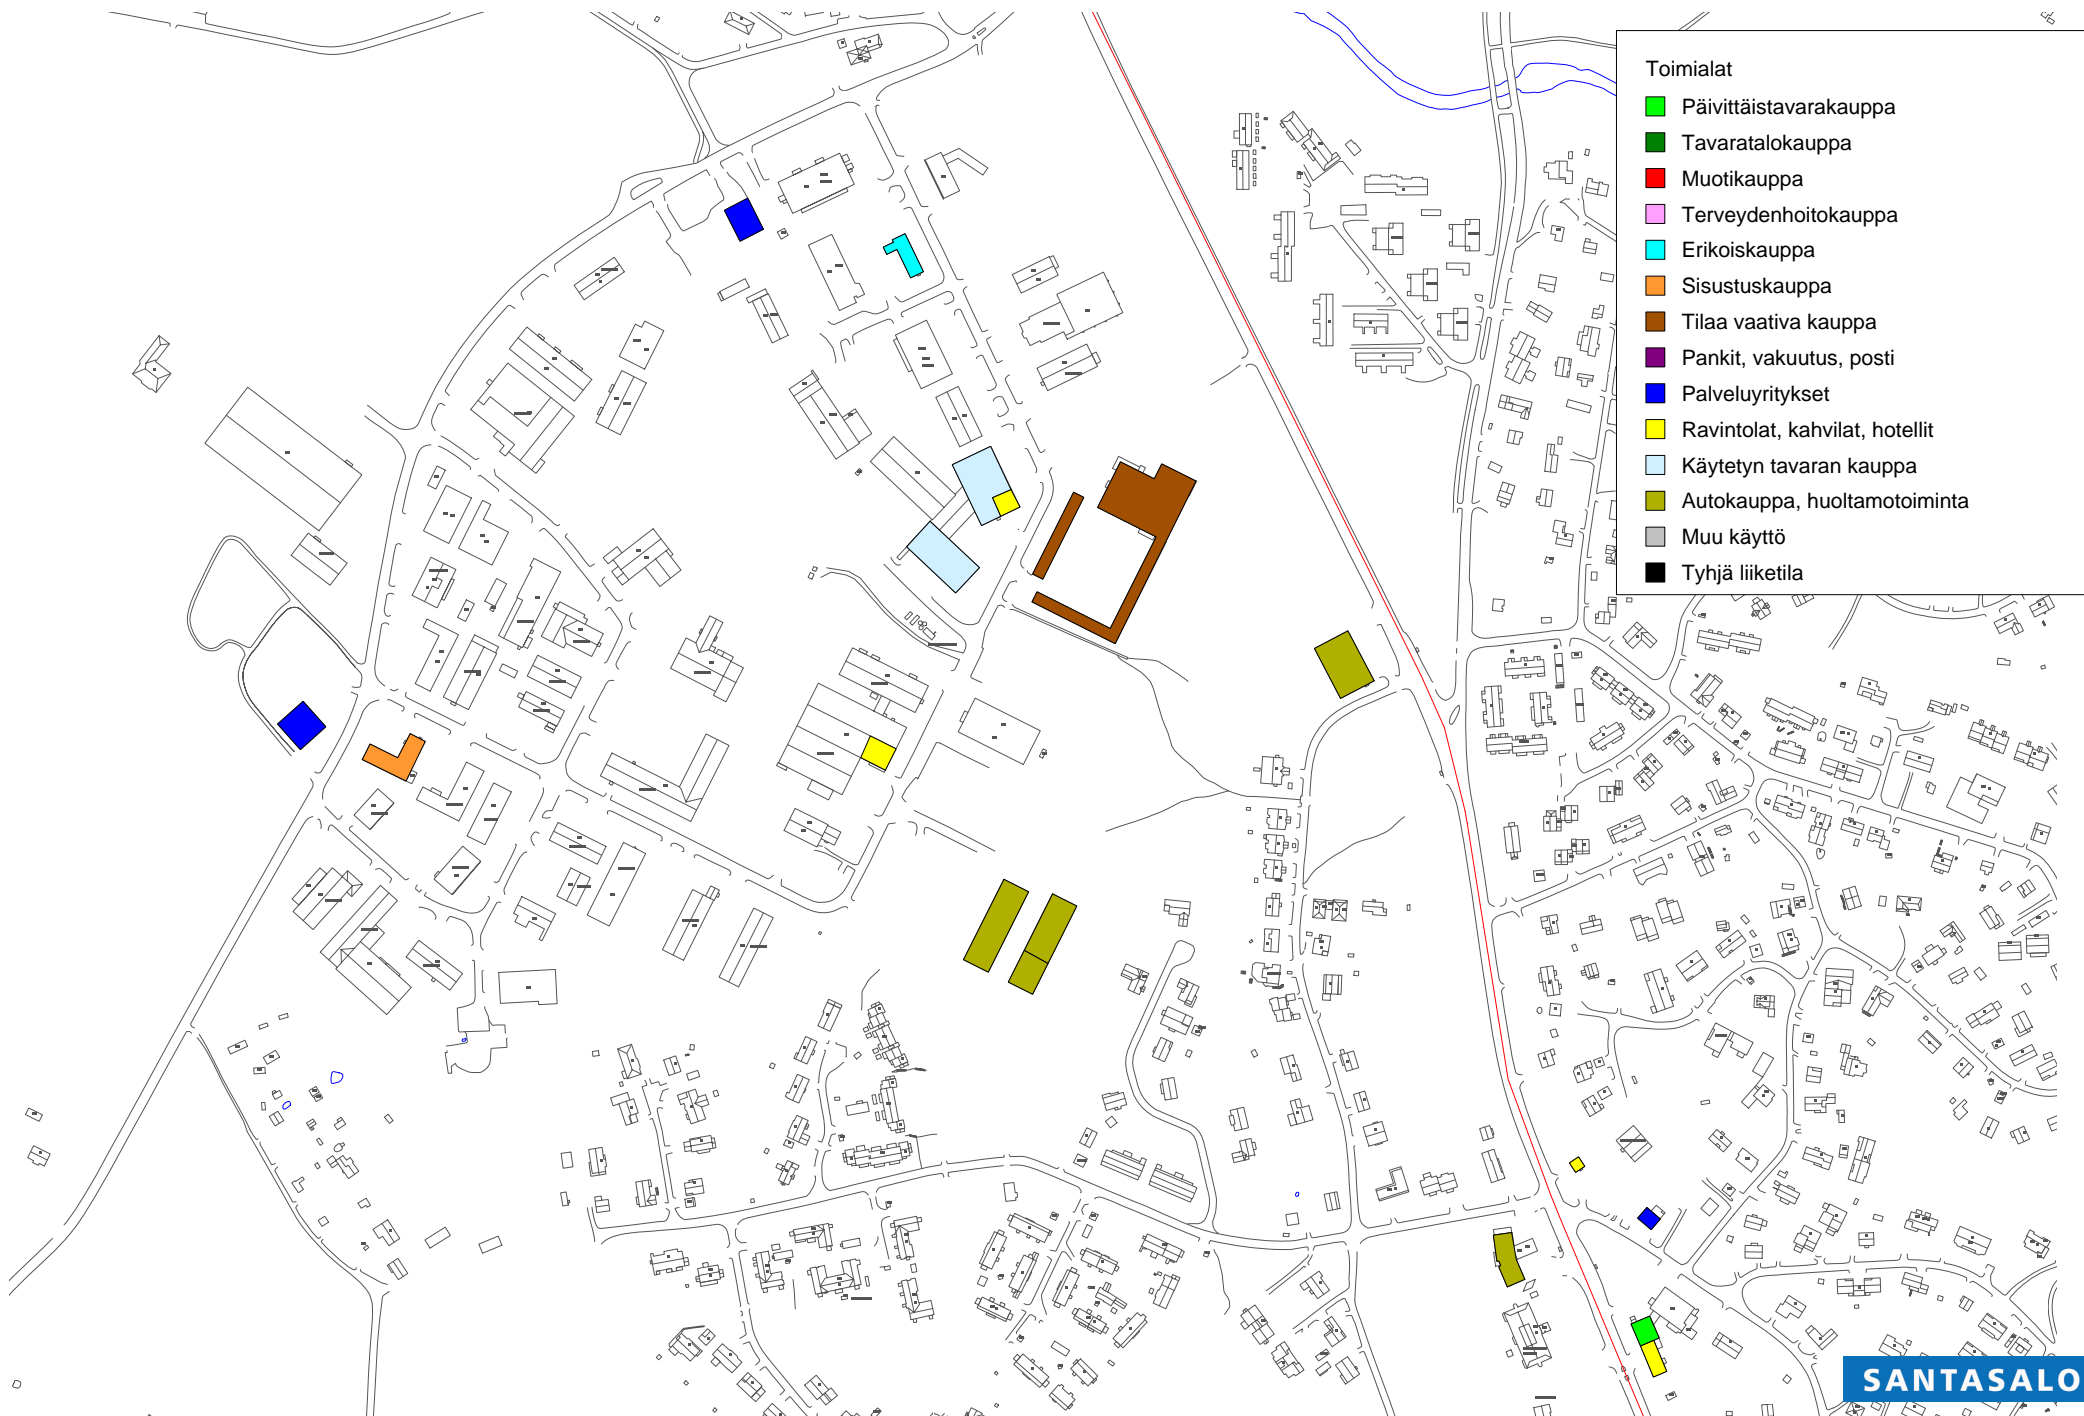 Toimialat
Päivittäistavarakauppa
Tavaratalokauppa
Muotikauppa
Terveydenhoitokauppa
Erikoiskauppa
Sisustuskauppa
Tilaa vaativa kauppa
Pankit, vakuutus, posti
Palveluyritykset
Ravintolat, kahvilat, hotellit
Käytetyn tavaran kauppa
Autokauppa, huoltamotoiminta
Muu käyttö
Tyhjä liiketila
SANTASALO